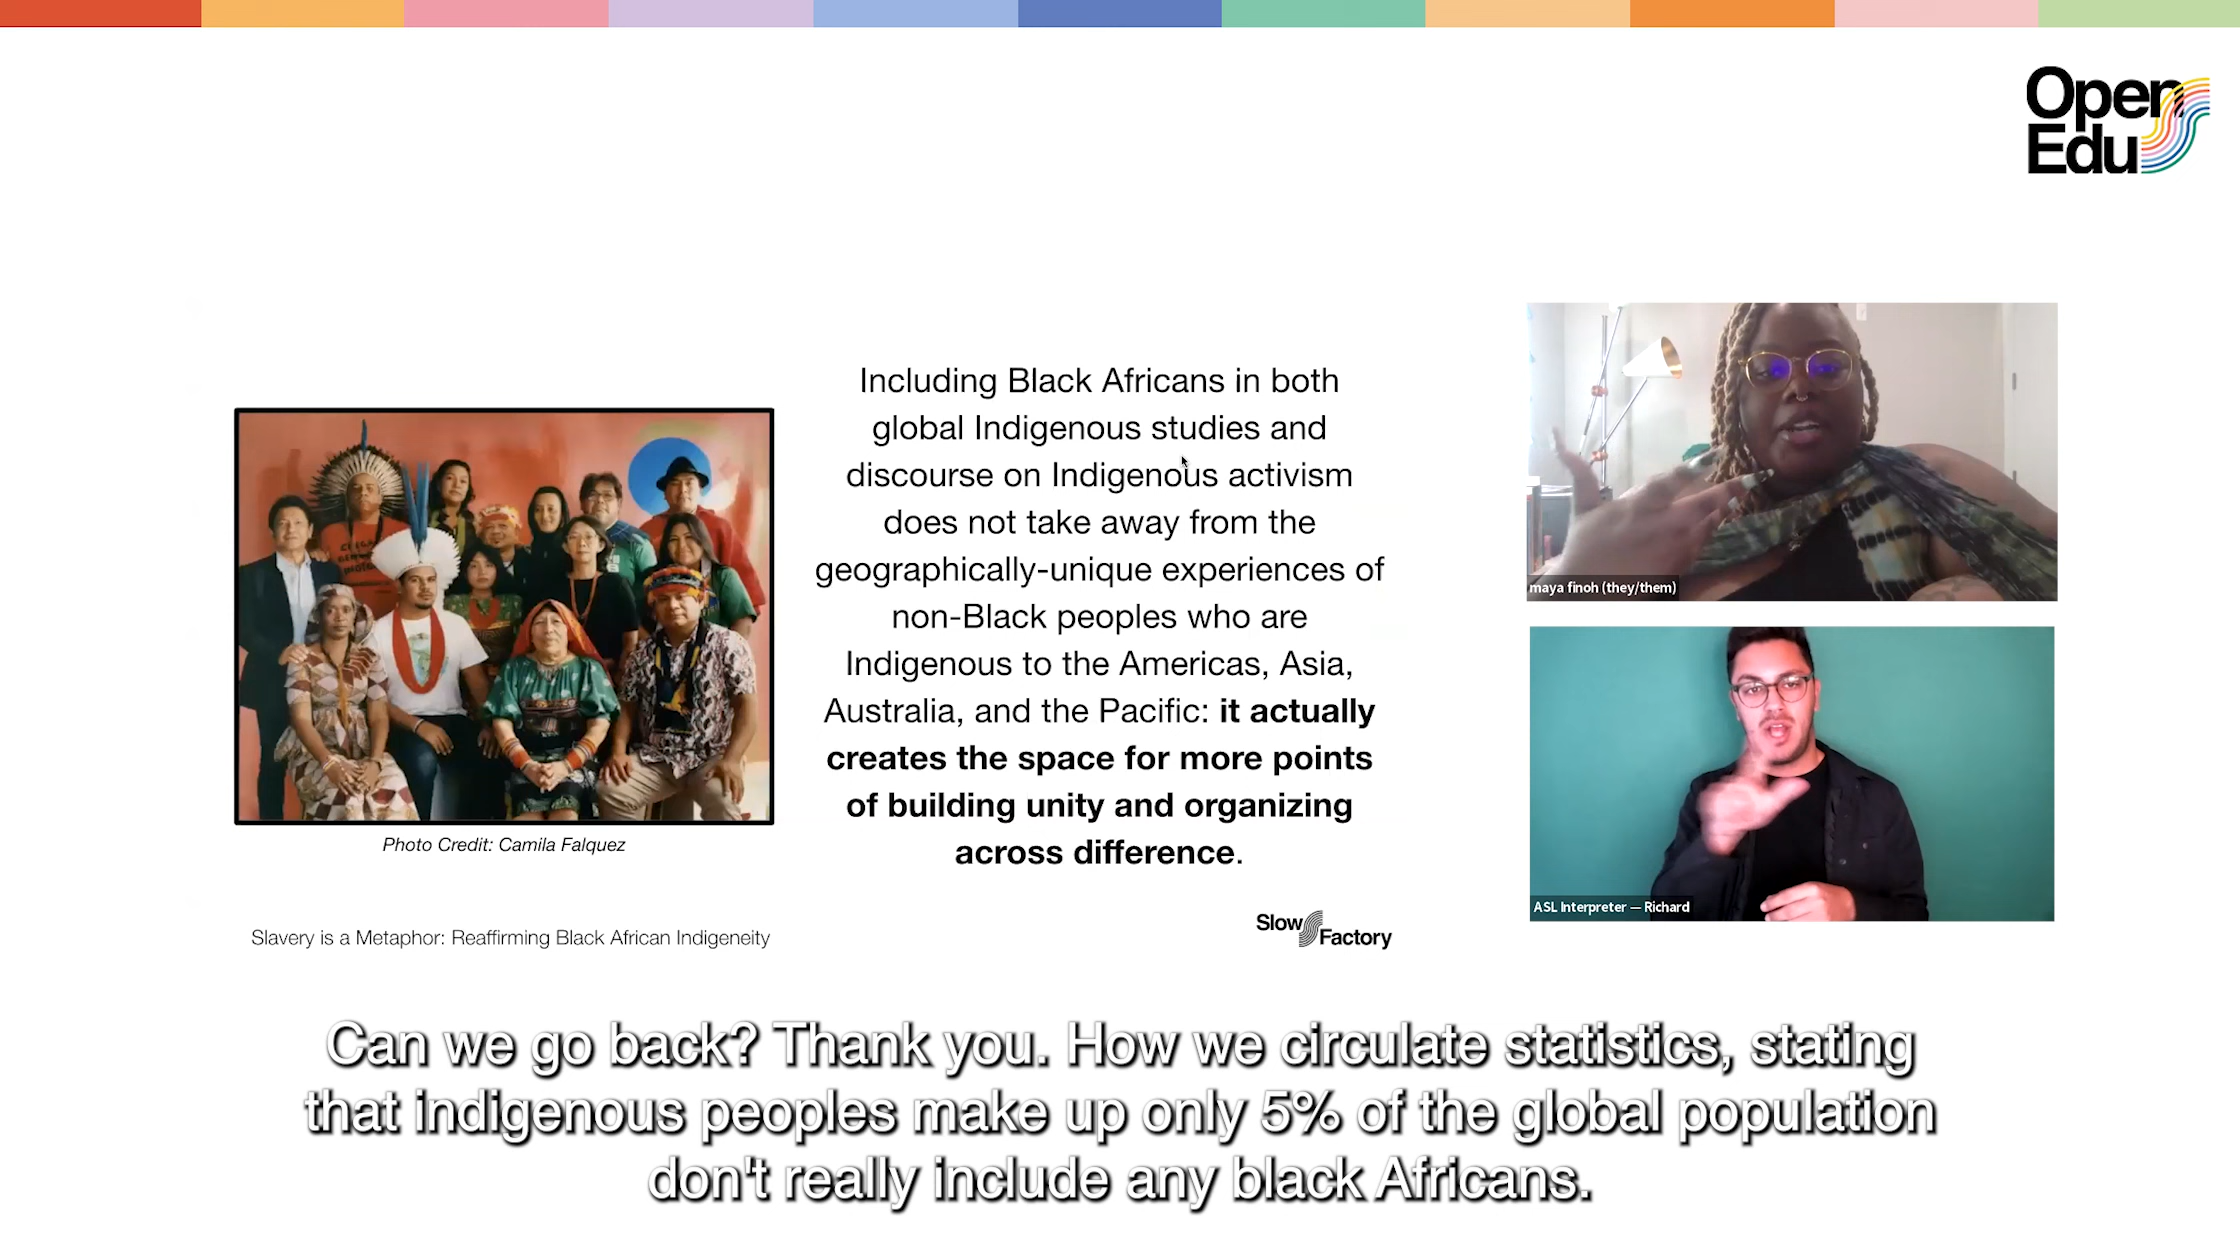 Open
Edu
Including Black Africans in both
global Indigenous studies and
discourse on Indigenous activism
does not take away from the
geographically-unique experiences of
non-Black peoples who are
Indigenous to the Americas, Asia,
Australia, and the Pacific: it actually
creates the space for more points
of building unity and organizing
across difference.
Photo Credit: Camila Falquez
Slavery is a Metaphor: Reaffirming Black African Indigeneity
Slow
Factory
maya finoh (they/them)
ASL Interpreter — Richard
Can we go back? Thank you. How we circulate statistics, stating
that indigenous peoples make up only 5% of the global population
don't really include any black Africans.